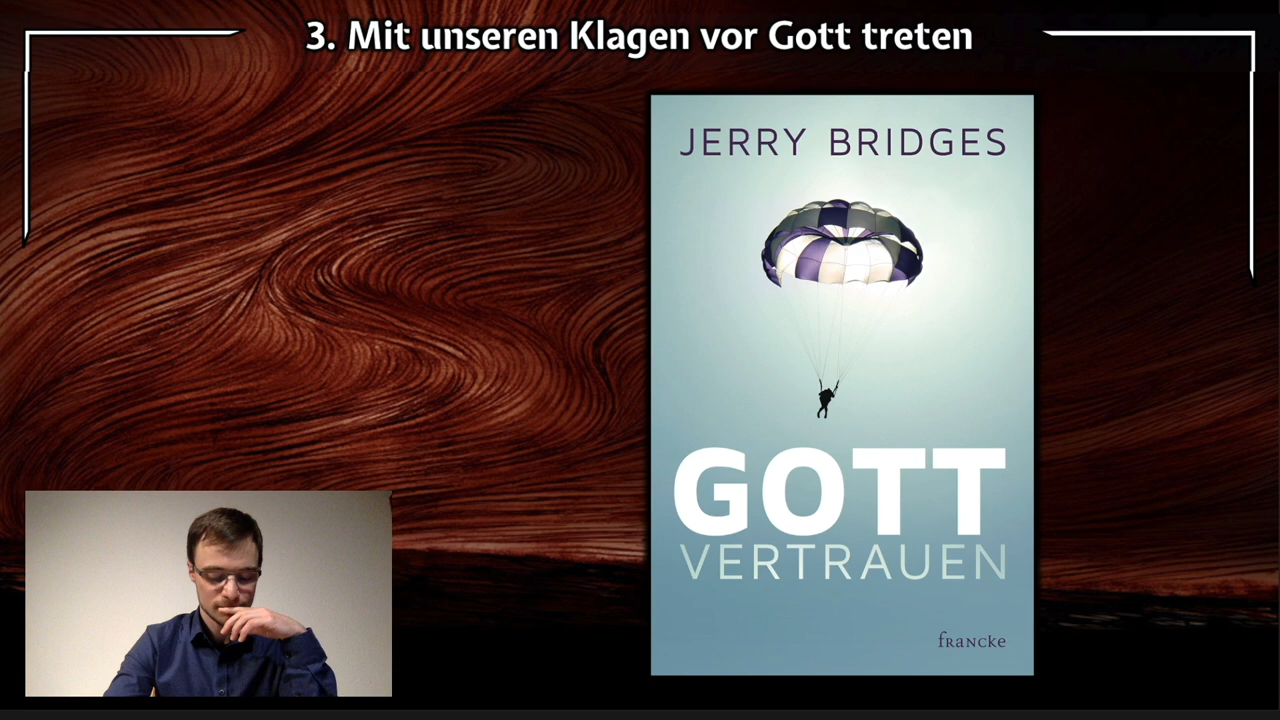 3. Mit unseren Klagen vor Gott treten
JERRY BRIDGES
GOTT
VERTRAUEN
francke